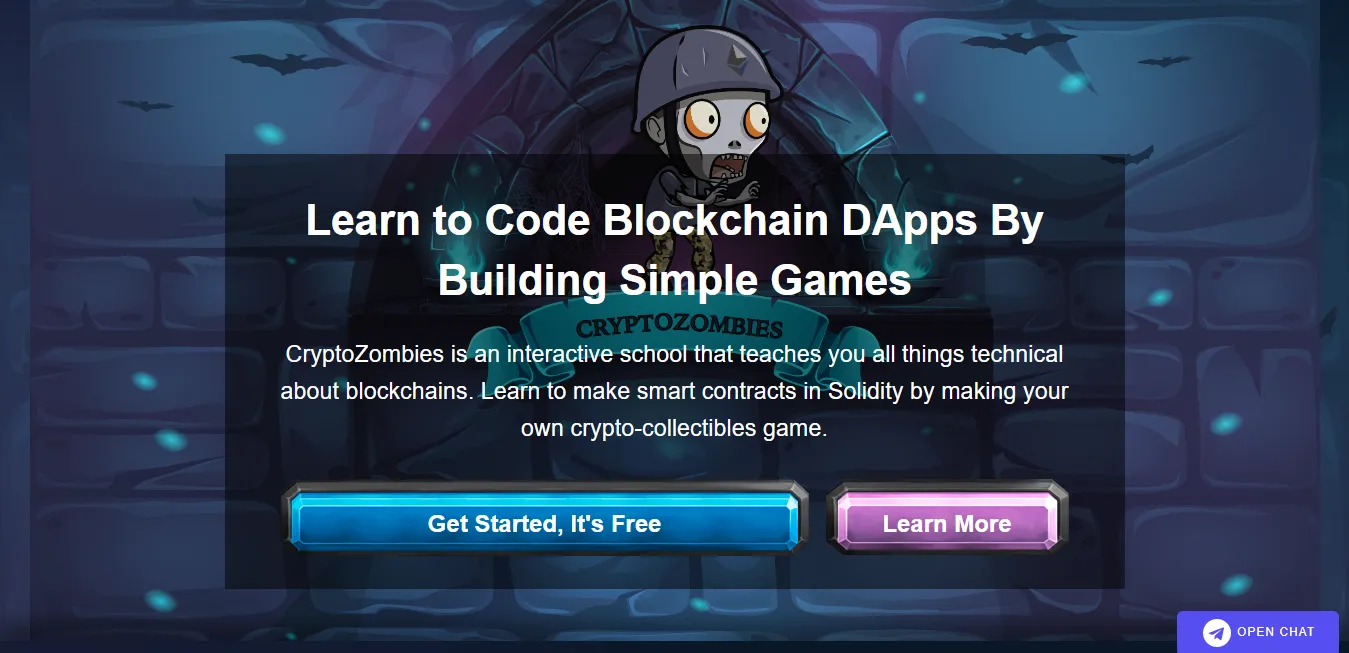 Learn to Code Blockchain DApps By
Building Simple Games
CRYPTOZOMBIES
CryptoZombies is an interactive school that teaches you all things technical
about blockchains. Learn to make smart contracts in Solidity by making your
own crypto-collectibles game.
Get Started, It's Free
Learn More
OPEN CHAT